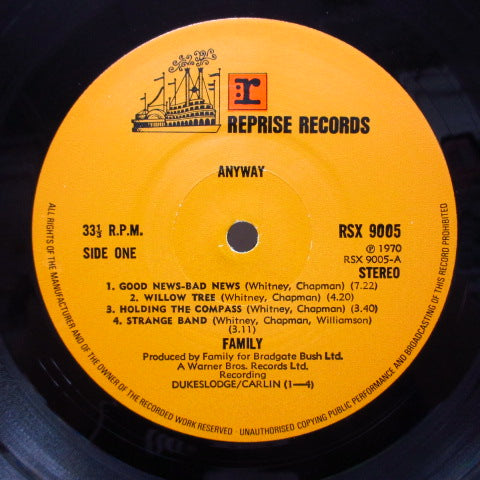 r
REPRISE RECORDS
ANYWAY
33⅓ R.P.M.
SIDE ONE
RSX 9005
℗ 1970
RSX 9005-A
STEREO
1. GOOD NEWS-BAD NEWS (Whitney, Chapman) (7.22)
2. WILLOW TREE (Whitney, Chapman) (4.20)
3. HOLDING THE COMPASS (Whitney, Chapman) (3.40)
4. STRANGE BAND (Whitney, Chapman, Williamson)
(3.11)
FAMILY
Produced by Family for Bradgate Bush Ltd.
A Warner Bros. Records Ltd.
Recording
DUKESLODGE/CARLIN (1—4)
ALL RIGHTS OF THE MANUFACTURER AND OF THE OWNER OF THE RECORDED WORK RESERVED - UNAUTHORISED COPYING PUBLIC PERFORMANCE AND BROADCASTING OF THIS RECORD PROHIBITED